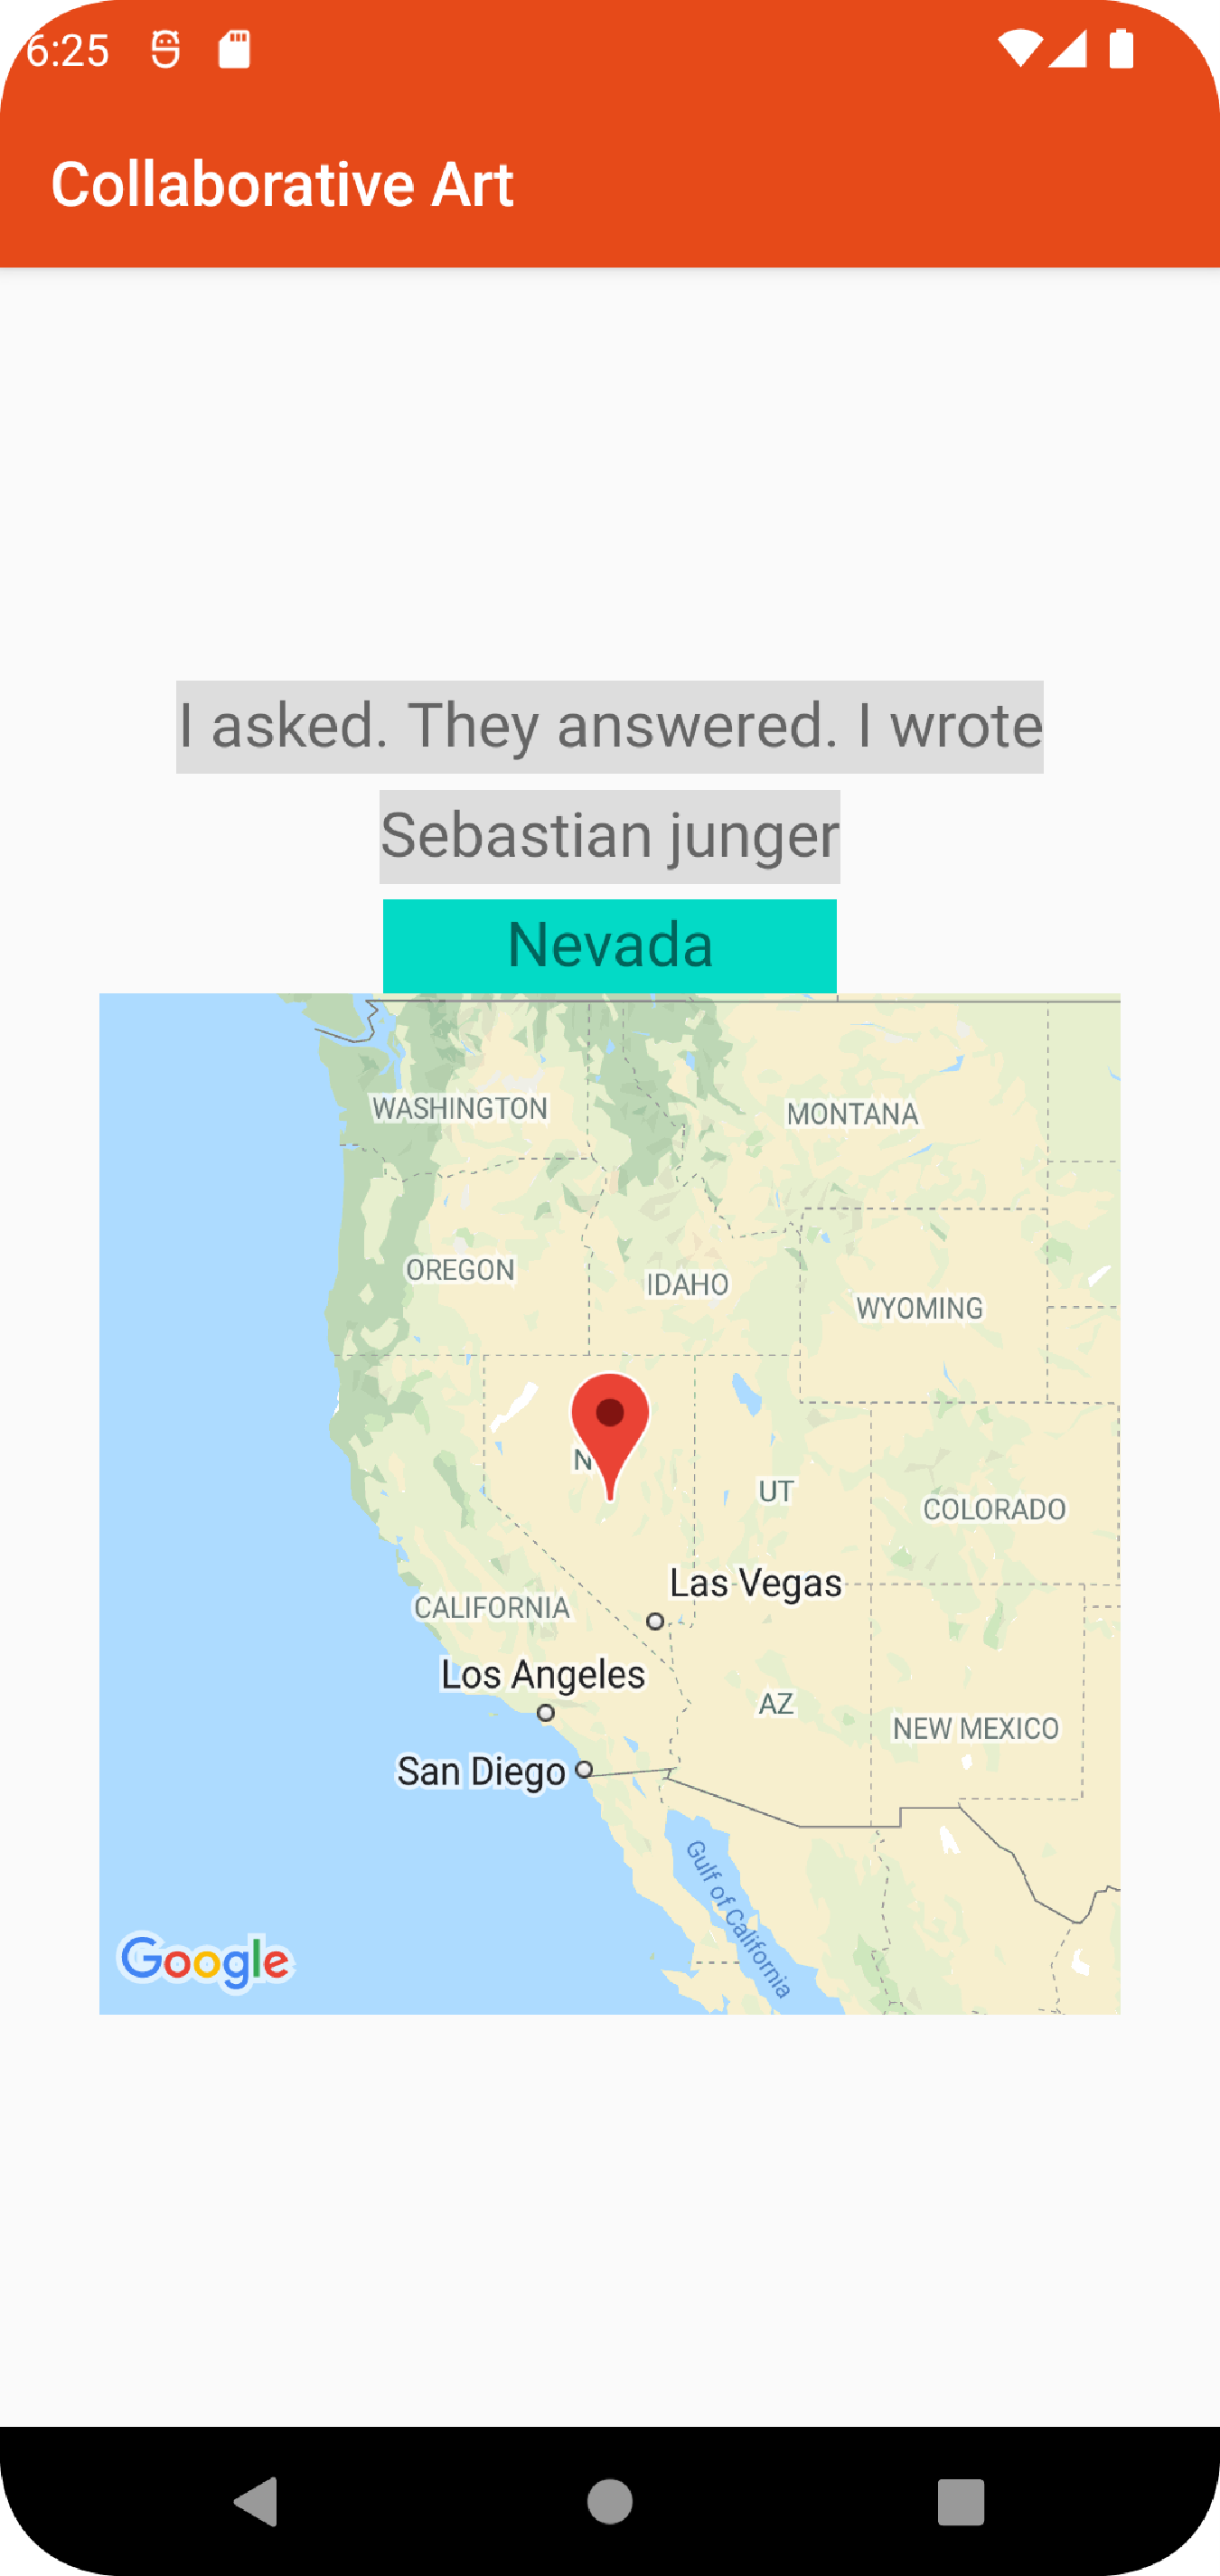 6:25
Collaborative Art
I asked. They answered. I wrote
Sebastian junger
Nevada
WASHINGTON
MONTANA
OREGON
IDAHO
WYOMING
N
UT
COLORADO
Las Vegas
CALIFORNIA
Los Angeles
AZ
NEW MEXICO
San Diego
Gulf of California
Google